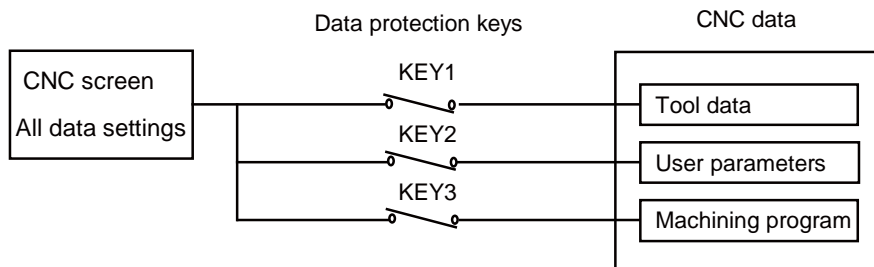 Data protection keys
CNC data
CNC screen
All data settings
KEY1
Tool data
KEY2
User parameters
KEY3
Machining program